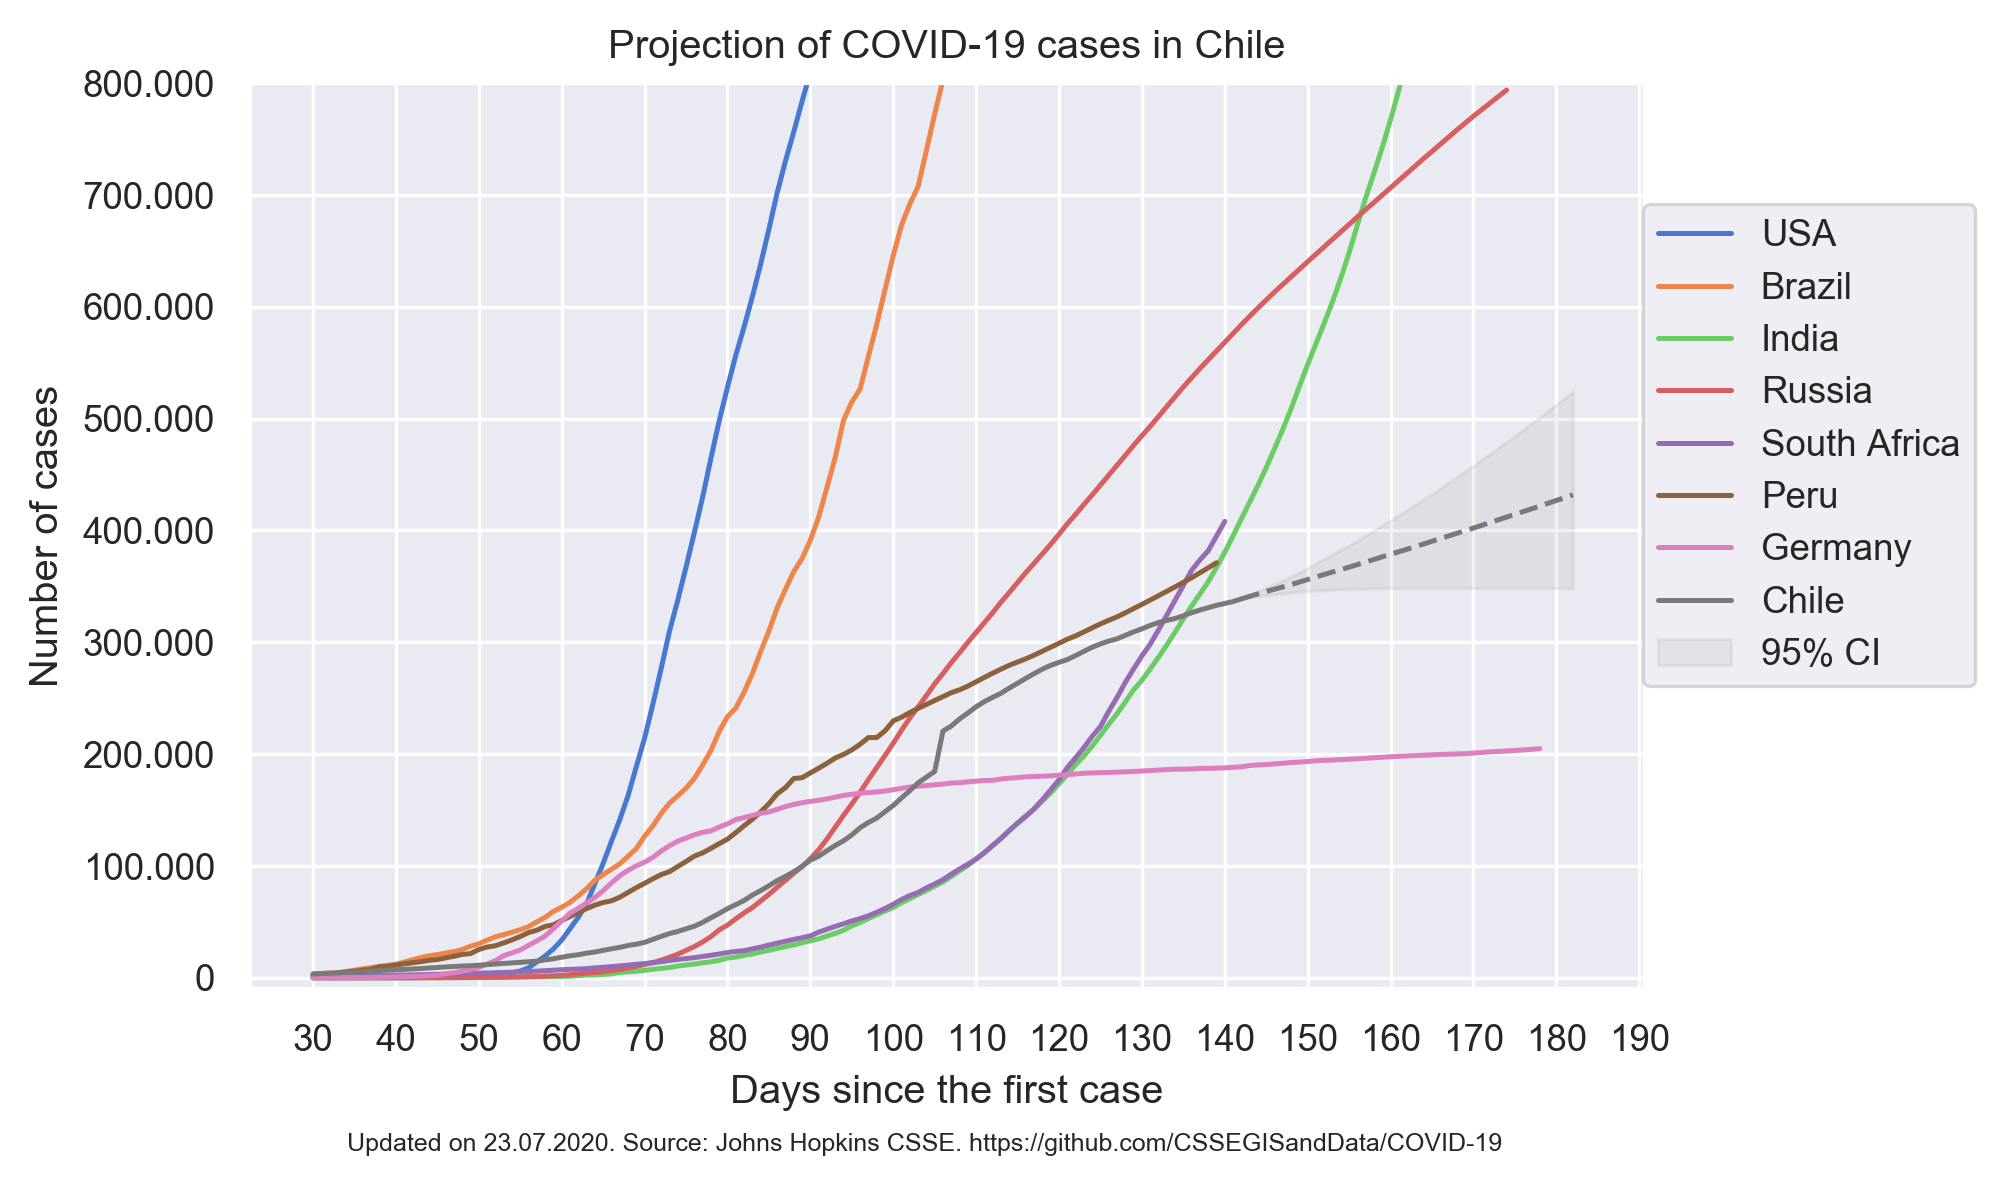 Projection of COVID-19 cases in Chile
800.000
700.000
600.000
500.000
400.000
300.000
200.000
100.000
0
Number of cases
30 40 50 60 70 80 90 100 110 120 130 140 150 160 170 180 190
Days since the first case
USA
Brazil
India
Russia
South Africa
Peru
Germany
Chile
95% CI
Updated on 23.07.2020. Source: Johns Hopkins CSSE. https://github.com/CSSEGISandData/COVID-19